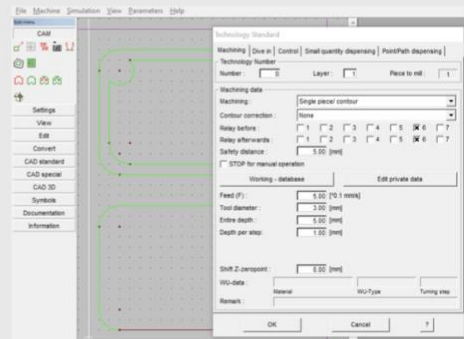 File Machine Simulation View Parameters Help
CAM
Settings
View
Edit
Convert
CAD standard
CAD special
CAD 3D
Symbols
Documentation
Information
Technology Standard
Machining Dive in Control Small quantity dispensing Point/Path dispensing
Technology Number
Number : 0 Layer : 1 Piece to mill : 1
Machining data
Machining: Single piece/ contour
Contour correction : None
Relay before : 1 2 3 4 5 6 7
Relay afterwards : 1 2 3 4 5 6 7
Safety distance : 5.00 [mm]
STOP for manual operation
Working - database Edit private data
Feed (F) : 5.00 [*0.1 mm/s]
Tool diameter : 3.00 [mm]
Entire depth : 5.00 [mm]
Depth per step: 1.00 [mm]
Shift Z-zeropoint : 0.00 [mm]
WU-data :
Material WU-Type Turning step
Remark :
OK Cancel ?